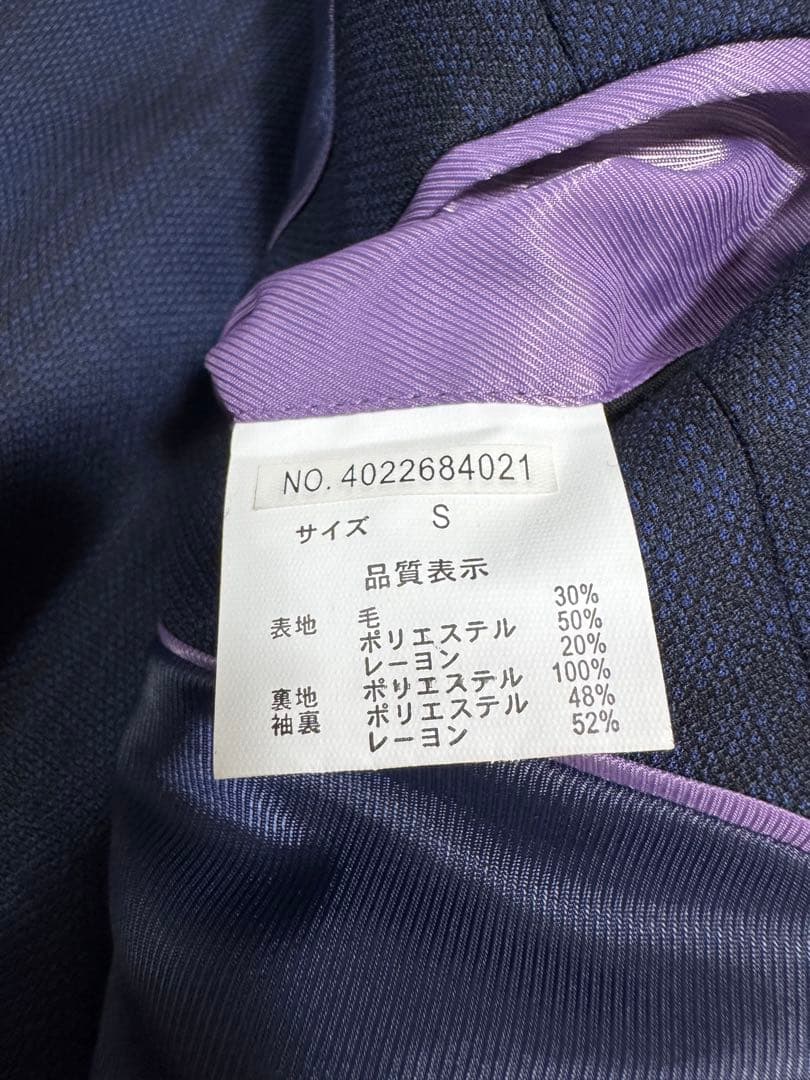 NO. 4022684021
サイズ S
品質表示
表地 毛 30%
ポリエステル 50%
レーヨン 20%
裏地 ポリエステル 100%
袖裏 ポリエステル 48%
レーヨン 52%